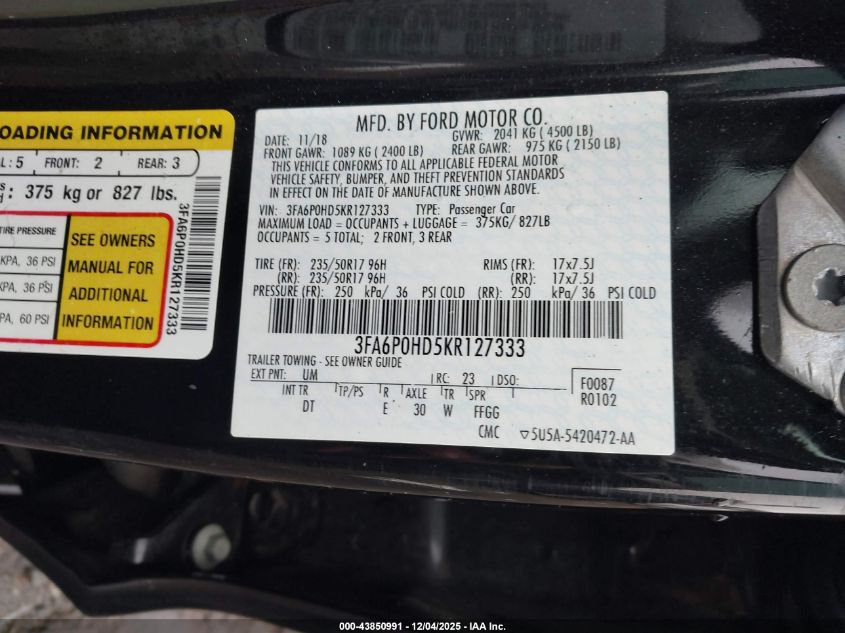 LOADING INFORMATION
L : 5 FRONT: 2 REAR: 3
: 375 kg or 827 lbs.
TIRE PRESSURE
KPA, 36 PSI
KPA, 36 PSI
PA, 60 PSI
SEE OWNERS
MANUAL FOR
ADDITIONAL
INFORMATION
3FA6P0HD5KR127333
MFD. BY FORD MOTOR CO.
DATE: 11/18 GVWR: 2041 KG ( 4500 LB)
FRONT GAWR: 1089 KG ( 2400 LB) REAR GAWR: 975 KG ( 2150 LB)
THIS VEHICLE CONFORMS TO ALL APPLICABLE FEDERAL MOTOR
VEHICLE SAFETY, BUMPER, AND THEFT PREVENTION STANDARDS
IN EFFECT ON THE DATE OF MANUFACTURE SHOWN ABOVE.
VIN: 3FA6P0HD5KR127333 TYPE: Passenger Car
MAXIMUM LOAD = OCCUPANTS + LUGGAGE = 375KG/ 827LB
OCCUPANTS = 5 TOTAL; 2 FRONT, 3 REAR
TIRE (FR): 235/50R17 96H RIMS (FR): 17x7.5J
(RR): 235/50R17 96H (RR): 17x7.5J
PRESSURE (FR): 250 kPa/ 36 PSI COLD (RR): 250 kPa/ 36 PSI COLD
3FA6P0HD5KR127333
TRAILER TOWING - SEE OWNER GUIDE
EXT PNT: UM RC: 23 DSO:
INT TR TP/PS R AXLE TR SPR
DT E 30 W FFGG
F0087
R0102
CMC ▽5U5A-5420472-AA
000-43850991 - 12/04/2025 - IAA Inc.